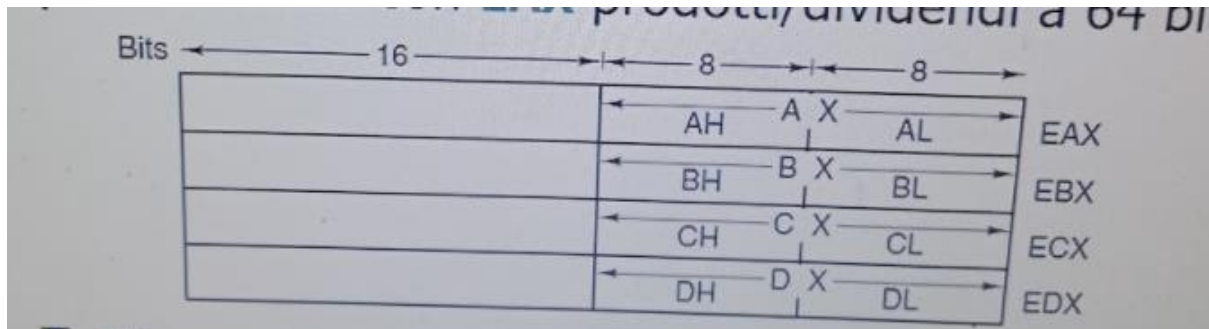 EAX prodotti/dividendi a 64 bi
Bits 16 8 8
A X
AH AL EAX
B X
BH BL EBX
C X
CH CL ECX
D X
DH DL EDX